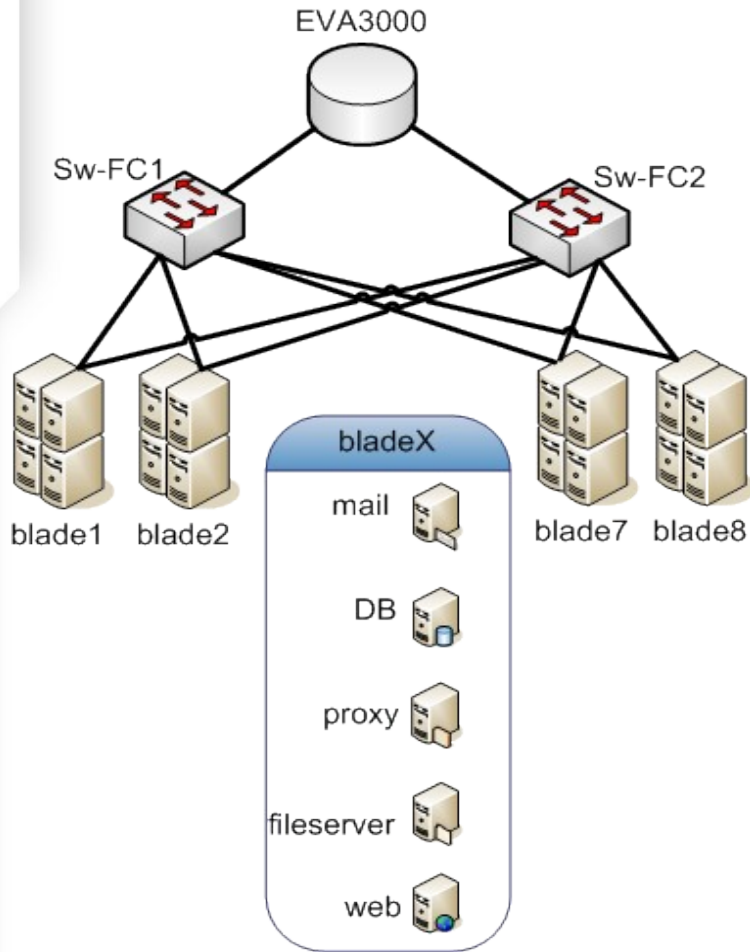 EVA3000
Sw-FC1
Sw-FC2
blade1
blade2
blade7
blade8
bladeX
mail
DB
proxy
fileserver
web